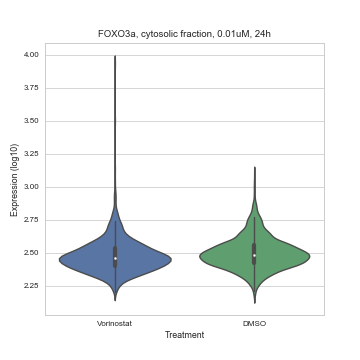 FOXO3a, cytosolic fraction, 0.01uM, 24h
4.00
3.75
3.50
3.25
3.00
2.75
2.50
2.25
Expression (log10)
Vorinostat DMSO
Treatment